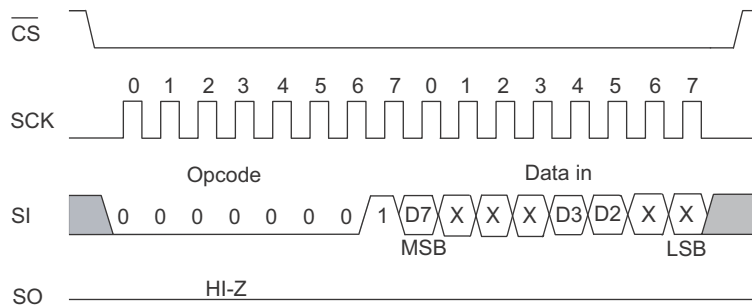 CS
0 1 2 3 4 5 6 7 0 1 2 3 4 5 6 7
SCK
Opcode Data in
SI 0 0 0 0 0 0 0 1 D7 X X X D3 D2 X X
MSB LSB
HI-Z
SO